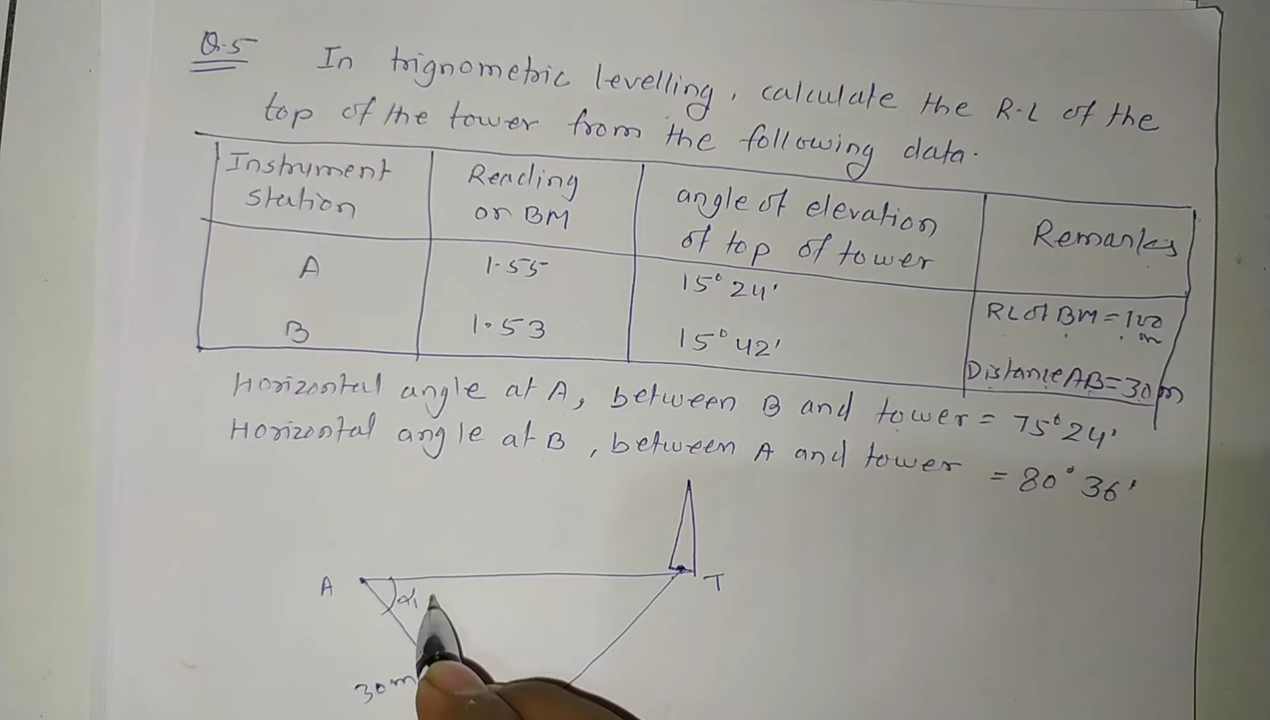 Q.5 In trignometric levelling, calculate the R.L of the
top of the tower from the following data.
Instrument Station
Reading on BM
angle of elevation of top of tower
Remarks
A 1.55 15° 24'
RL of BM = 100 m
B 1.53 15° 42'
Distance AB = 30 m
Horizontal angle at A, between B and tower = 75° 24'
Horizontal angle at B, between A and tower = 80° 36'
A
α1
T
30m